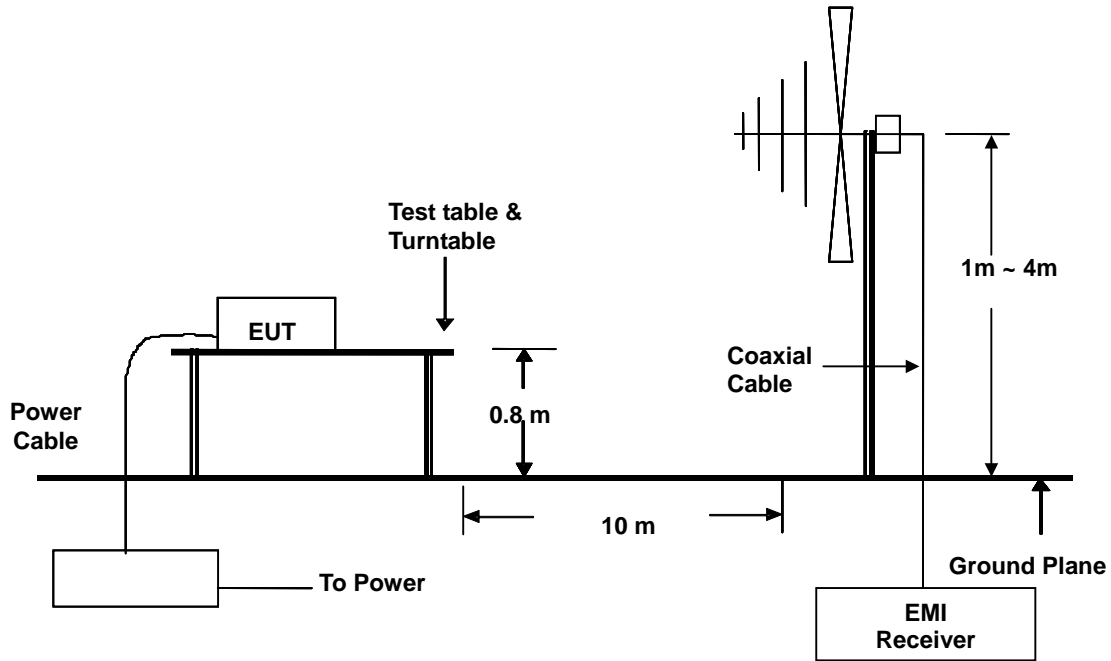 Test table &
Turntable
1m ~ 4m
EUT
Coaxial
Cable
0.8 m
Power
Cable
10 m
Ground Plane
To Power
EMI
Receiver